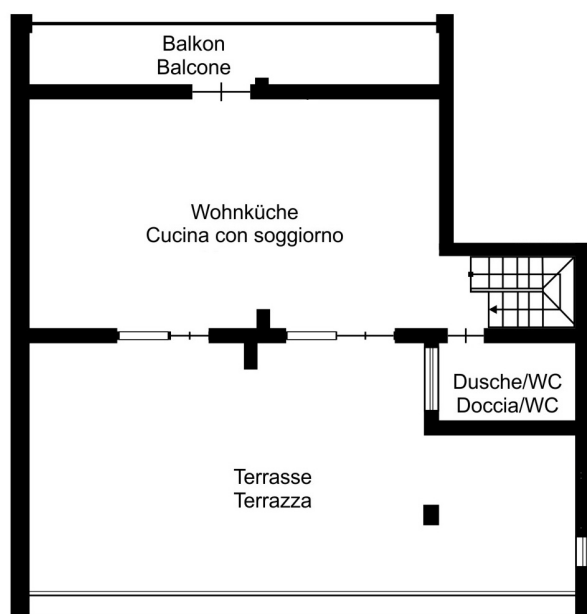 Balkon
Balcone
Wohnküche
Cucina con soggiorno
Dusche/WC
Doccia/WC
Terrasse
Terrazza